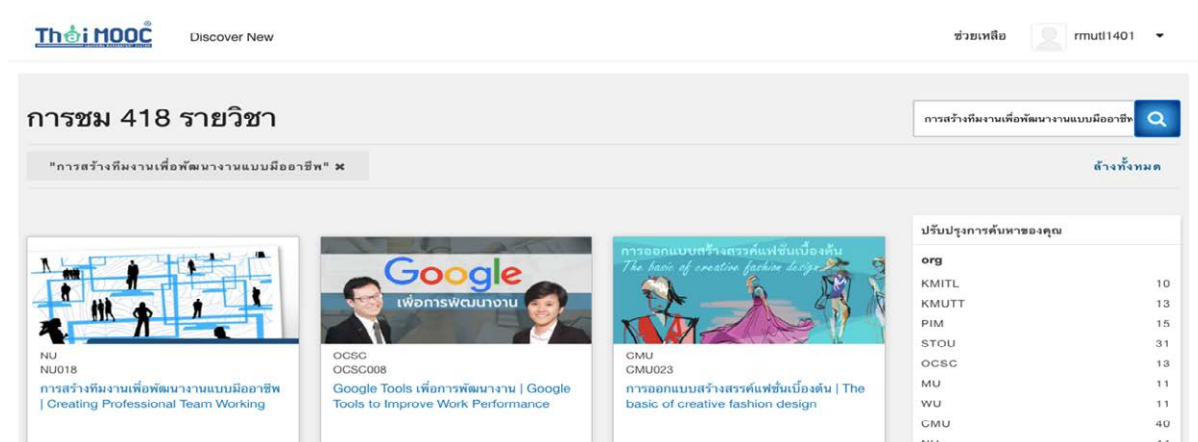 Thai MOOC
Discover New
ช่วยเหลือ
rmutl1401
การชม 418 รายวิชา
การสร้างทีมงานเพื่อพัฒนางานแบบมืออาชีพ
"การสร้างทีมงานเพื่อพัฒนางานแบบมืออาชีพ" ✖
ล้างทั้งหมด
ปรับปรุงการค้นหาของคุณ
org
KMITL 10
KMUTT 13
PIM 15
STOU 31
OCSC 13
MU 11
WU 11
CMU 40
NU
NU018
การสร้างทีมงานเพื่อพัฒนางานแบบมืออาชีพ
| Creating Professional Team Working
Google
เพื่อการพัฒนางาน
OCSC
OCSC008
Google Tools เพื่อการพัฒนางาน | Google
Tools to Improve Work Performance
การออกแบบสร้างสรรค์แฟชั่นเบื้องต้น
The basic of creative fashion design
CMU
CMU023
การออกแบบสร้างสรรค์แฟชั่นเบื้องต้น | The
basic of creative fashion design